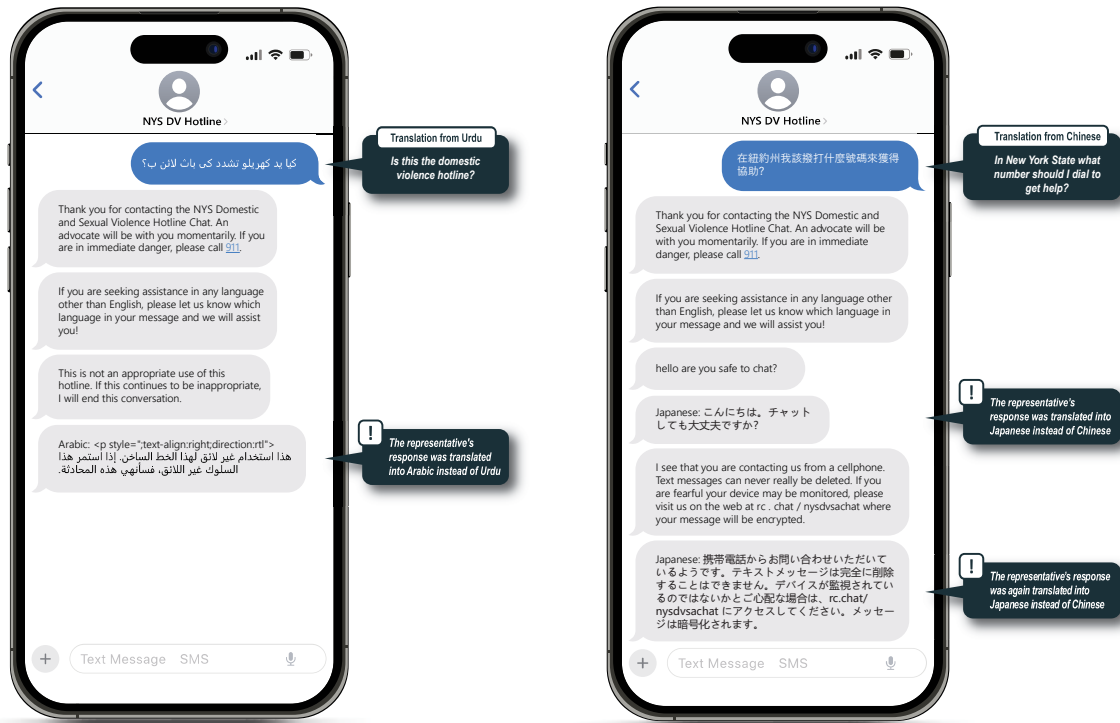 NYS DV Hotline
کیا ید کھریلو تشدد کی ہاٹ لائن ہ؟
Thank you for contacting the NYS Domestic
and Sexual Violence Hotline Chat. An
advocate will be with you momentarily. If you
are in immediate danger, please call 911.
If you are seeking assistance in any language
other than English, please let us know which
language in your message and we will assist
you!
This is not an appropriate use of this
hotline. If this continues to be inappropriate,
I will end this conversation.
Arabic: <p style=";text-align:right;direction:rtl">
هذا استخدام غير لائق لهذا الخط الساخن. إذا استمر هذا
السلوك غير اللائق، فسأنهي هذه المحادثة.
+
Text Message SMS
Translation from Urdu
Is this the domestic
violence hotline?
!
The representative's
response was translated
into Arabic instead of Urdu
NYS DV Hotline
在紐約州我該撥打什麼號碼來獲得
協助?
Thank you for contacting the NYS Domestic and
Sexual Violence Hotline Chat. An advocate will be
with you momentarily. If you are in immediate
danger, please call 911.
If you are seeking assistance in any language other
than English, please let us know which language in
your message and we will assist you!
hello are you safe to chat?
Japanese: こんにちは。チャット
しても大丈夫ですか?
I see that you are contacting us from a cellphone.
Text messages can never really be deleted. If you
are fearful your device may be monitored, please
visit us on the web at rc . chat / nysdvsachat where
your message will be encrypted.
Japanese: 携帯電話からお問い合わせいただいて
いるようです。テキストメッセージは完全に削除
することはできません。デバイスが監視されてい
るのではないかとご心配な場合は、rc.chat/
nysdvsachat にアクセスしてください。メッセー
ジは暗号化されます。
+
Text Message SMS
Translation from Chinese
In New York State what
number should I dial to
get help?
!
The representative's
response was translated into
Japanese instead of Chinese
!
The representative's response
was again translated into
Japanese instead of Chinese